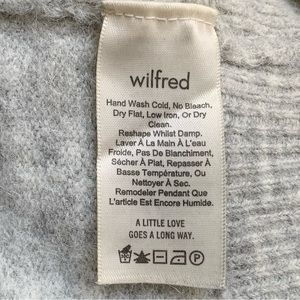 wilfred
Hand Wash Cold, No Bleach,
Dry Flat, Low Iron, Or Dry
Clean.
Reshape Whilst Damp.
Laver À La Main À L'eau
Froide, Pas De Blanchiment,
Sécher À Plat, Repasser À
Basse Température, Ou
Nettoyer À Sec.
Remodeler Pendant Que
L'article Est Encore Humide.
A LITTLE LOVE
GOES A LONG WAY.
P